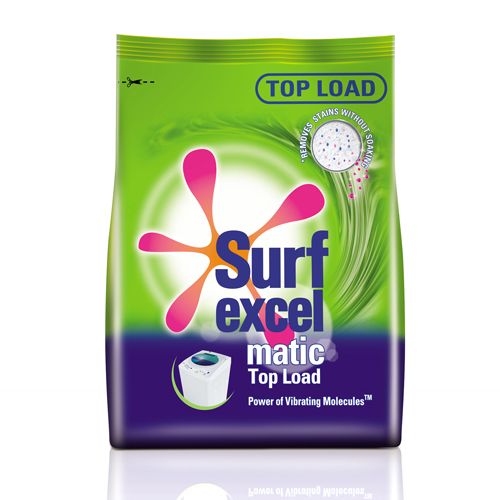 TOP LOAD
*REMOVES STAINS WITHOUT SOAKING
Surf
excel
matic
Top Load
Power of Vibrating Molecules™